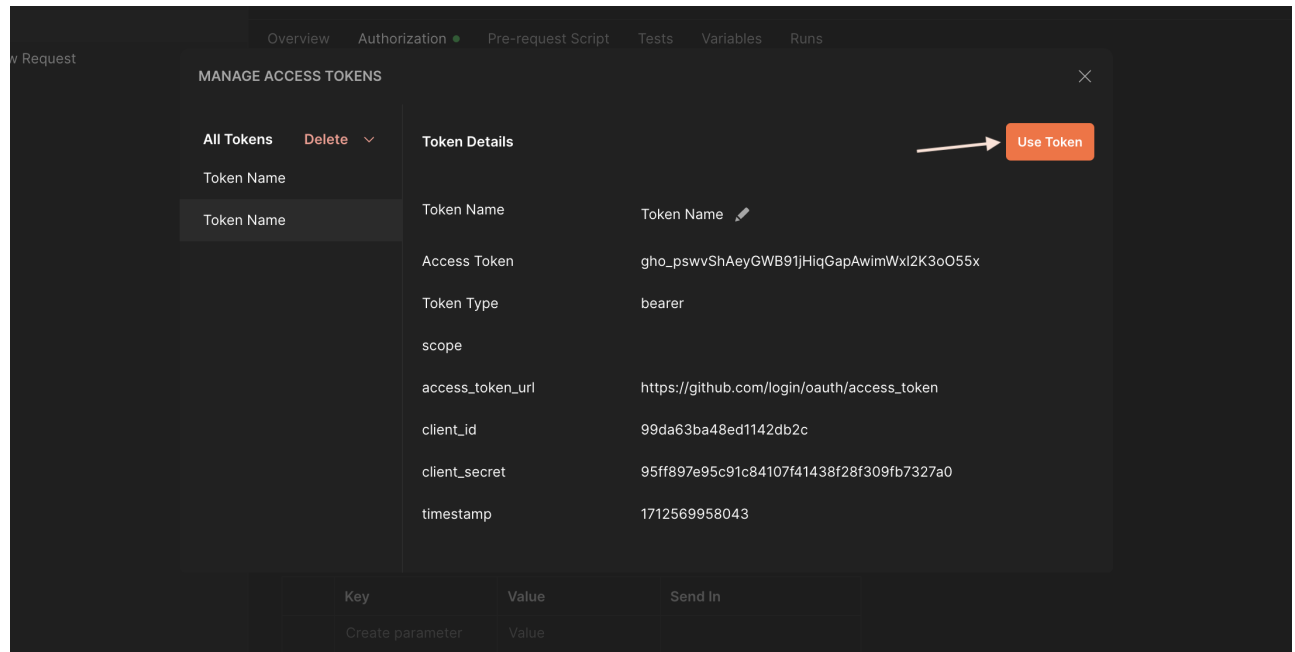 Overview Authorization Pre-request Script Tests Variables Runs
w Request
MANAGE ACCESS TOKENS
All Tokens Delete
Token Name
Token Name
Token Details
Use Token
Token Name Token Name
Access Token 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
Token Type bearer
scope
access_token_url https://github.com/login/oauth/access_token
client_id 99da63ba48ed1142db2c
client_secret 95ff897e95c91c84107f41438f28f309fb7327a0
timestamp 1712569958043
Key Value Send In
Create parameter Value